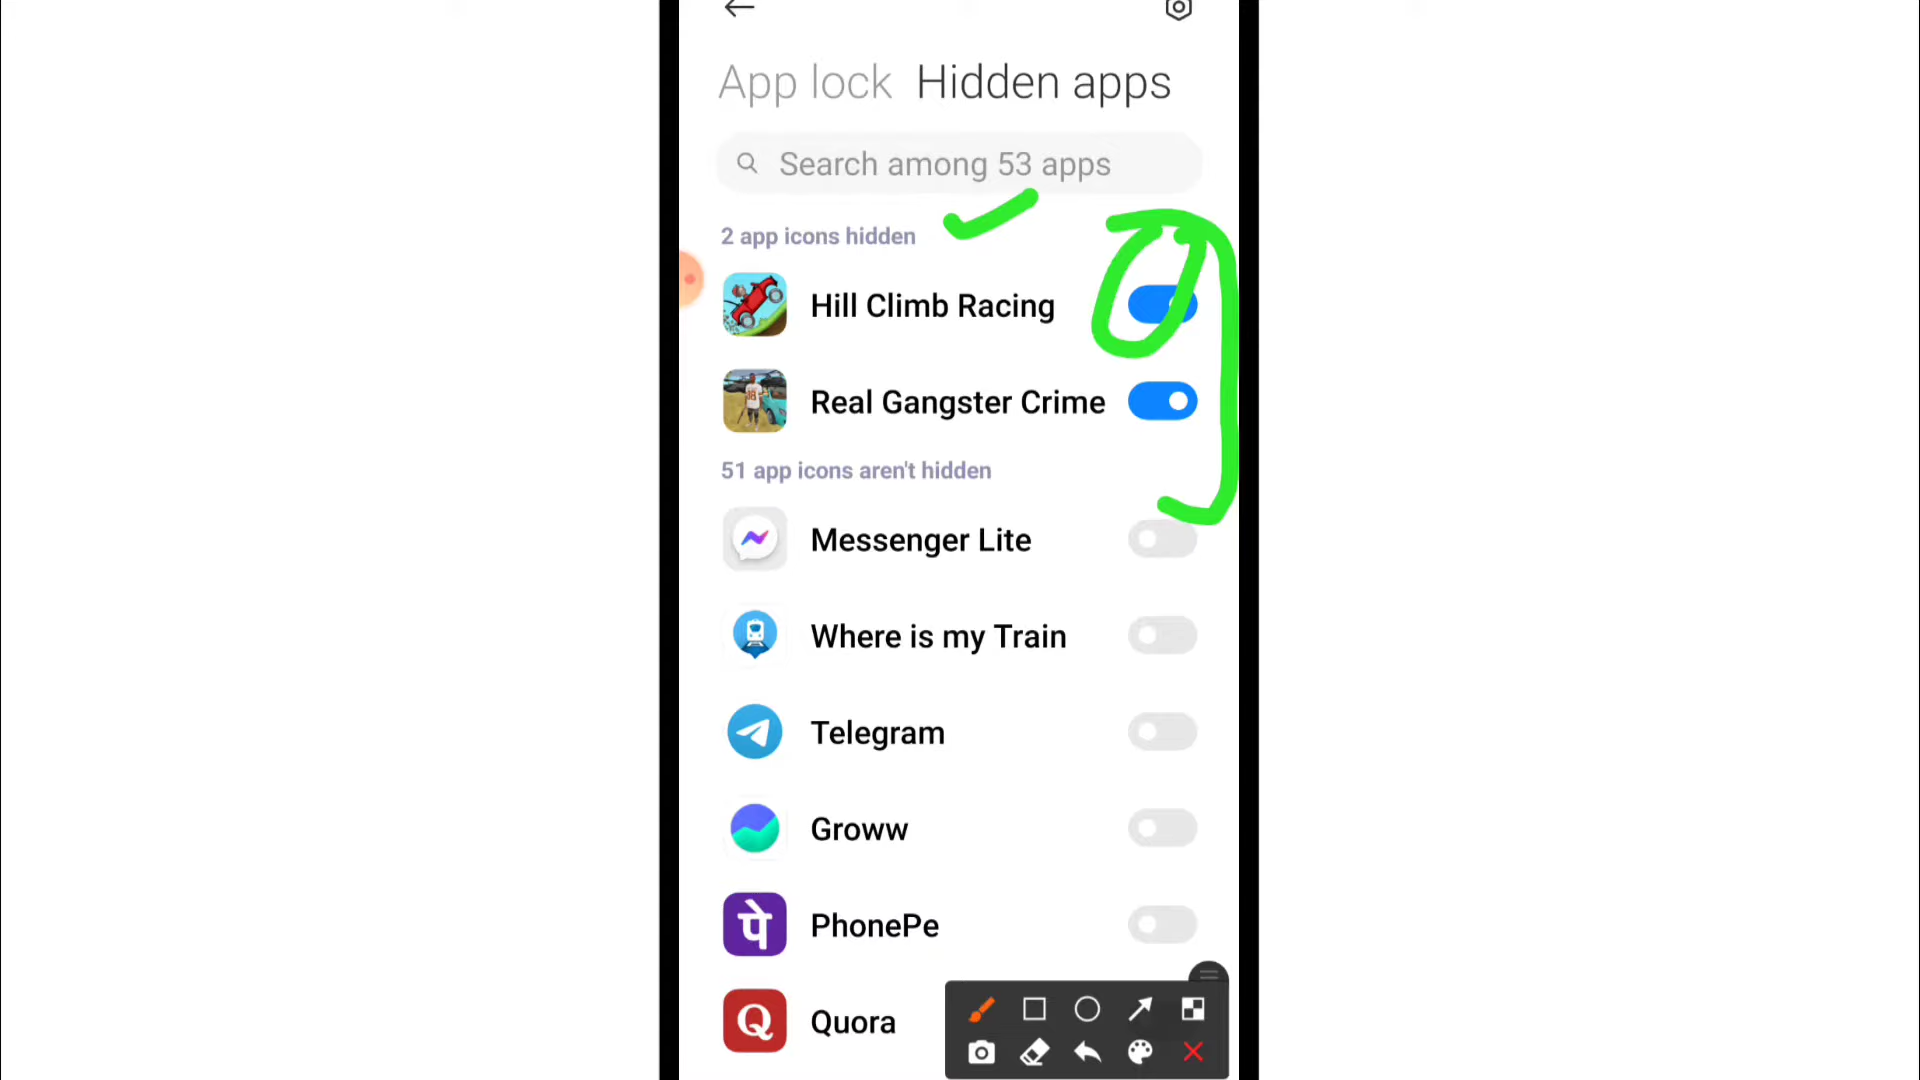 App lock Hidden apps
Search among 53 apps
2 app icons hidden
Hill Climb Racing
Real Gangster Crime
51 app icons aren't hidden
Messenger Lite
Where is my Train
Telegram
Groww
पे PhonePe
Q Quora